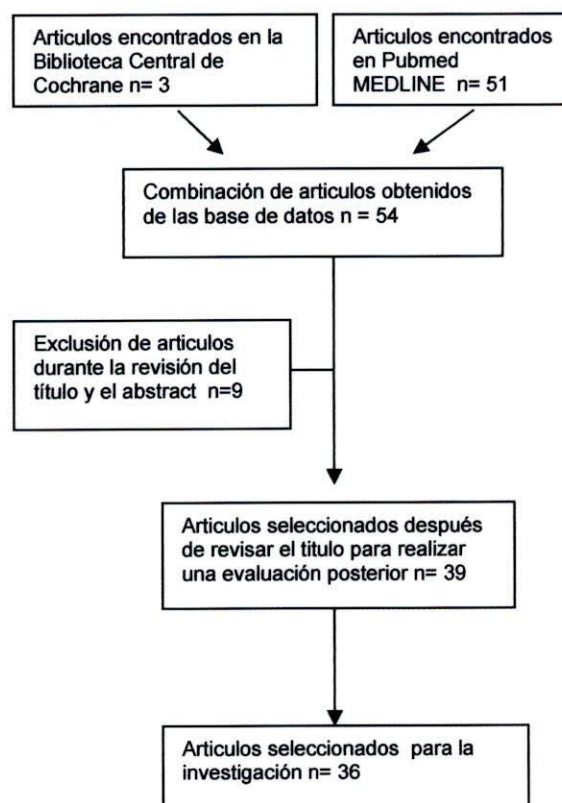 Articulos encontrados en la
Biblioteca Central de
Cochrane n= 3
Articulos encontrados
en Pubmed
MEDLINE n= 51
Combinación de articulos obtenidos
de las base de datos n = 54
Exclusión de articulos
durante la revisión del
título y el abstract n=9
Articulos seleccionados después
de revisar el titulo para realizar
una evaluación posterior n= 39
Articulos seleccionados para la
investigación n= 36